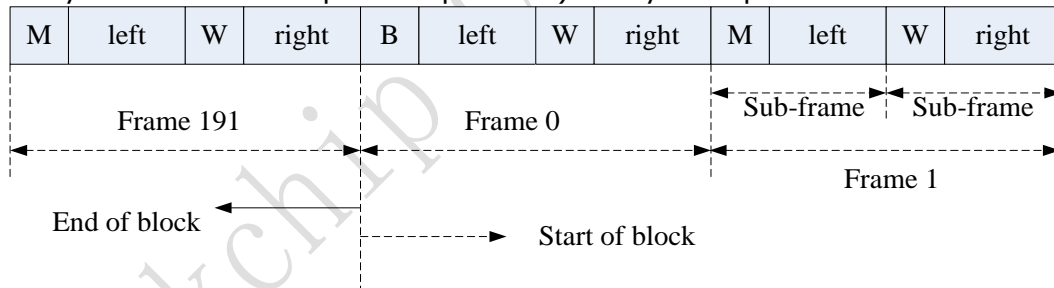 M left W right B left W right M left W right
Sub-frame Sub-frame
Frame 191 Frame 0
Frame 1
End of block
Start of block